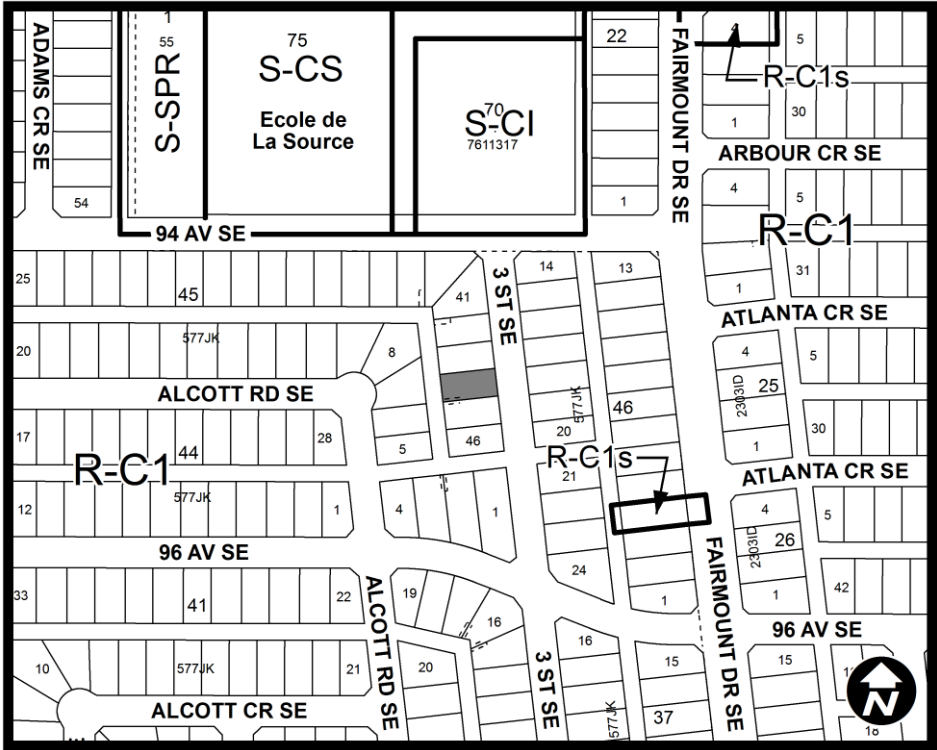 ADAMS CR SE
1
55
S-SPR
75
S-CS
Ecole de
La Source
70
S-CI
7611317
22
FAIRMOUNT DR SE
4
R-C1s
5
1
30
ARBOUR CR SE
54
1
4
5
94 AV SE
R-C1
25
45
41
3 ST SE
14
13
1
31
ATLANTA CR SE
20
577JK
8
4
5
ALCOTT RD SE
577JK
46
2303ID
25
17
44
28
5
46
20
1
30
R-C1
R-C1s
21
ATLANTA CR SE
12
577JK
1
4
1
4
5
96 AV SE
2303ID
26
24
FAIRMOUNT DR SE
33
41
22
ALCOTT RD SE
19
1
1
42
16
16
96 AV SE
10
577JK
21
20
3 ST SE
15
15
ALCOTT CR SE
577JK
37
18
N